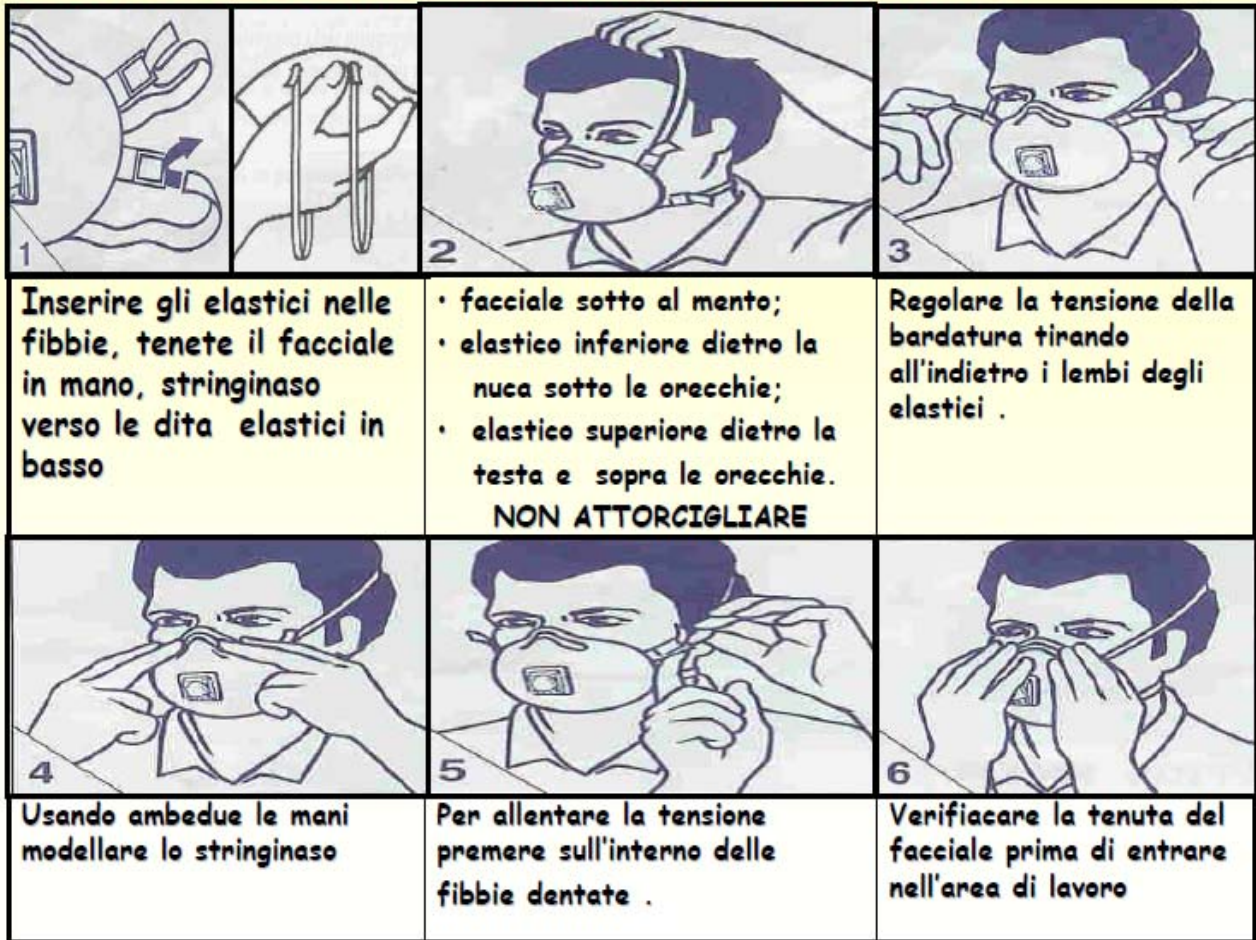 1
2
3
Inserire gli elastici nelle
fibbie, tenete il facciale
in mano, stringinaso
verso le dita elastici in
basso
• facciale sotto al mento;
• elastico inferiore dietro la
nuca sotto le orecchie;
• elastico superiore dietro la
testa e sopra le orecchie.
NON ATTORCIGLIARE
Regolare la tensione della
bardatura tirando
all'indietro i lembi degli
elastici .
4
5
6
Usando ambedue le mani
modellare lo stringinaso
Per allentare la tensione
premere sull'interno delle
fibbie dentate .
Verifiacare la tenuta del
facciale prima di entrare
nell'area di lavoro